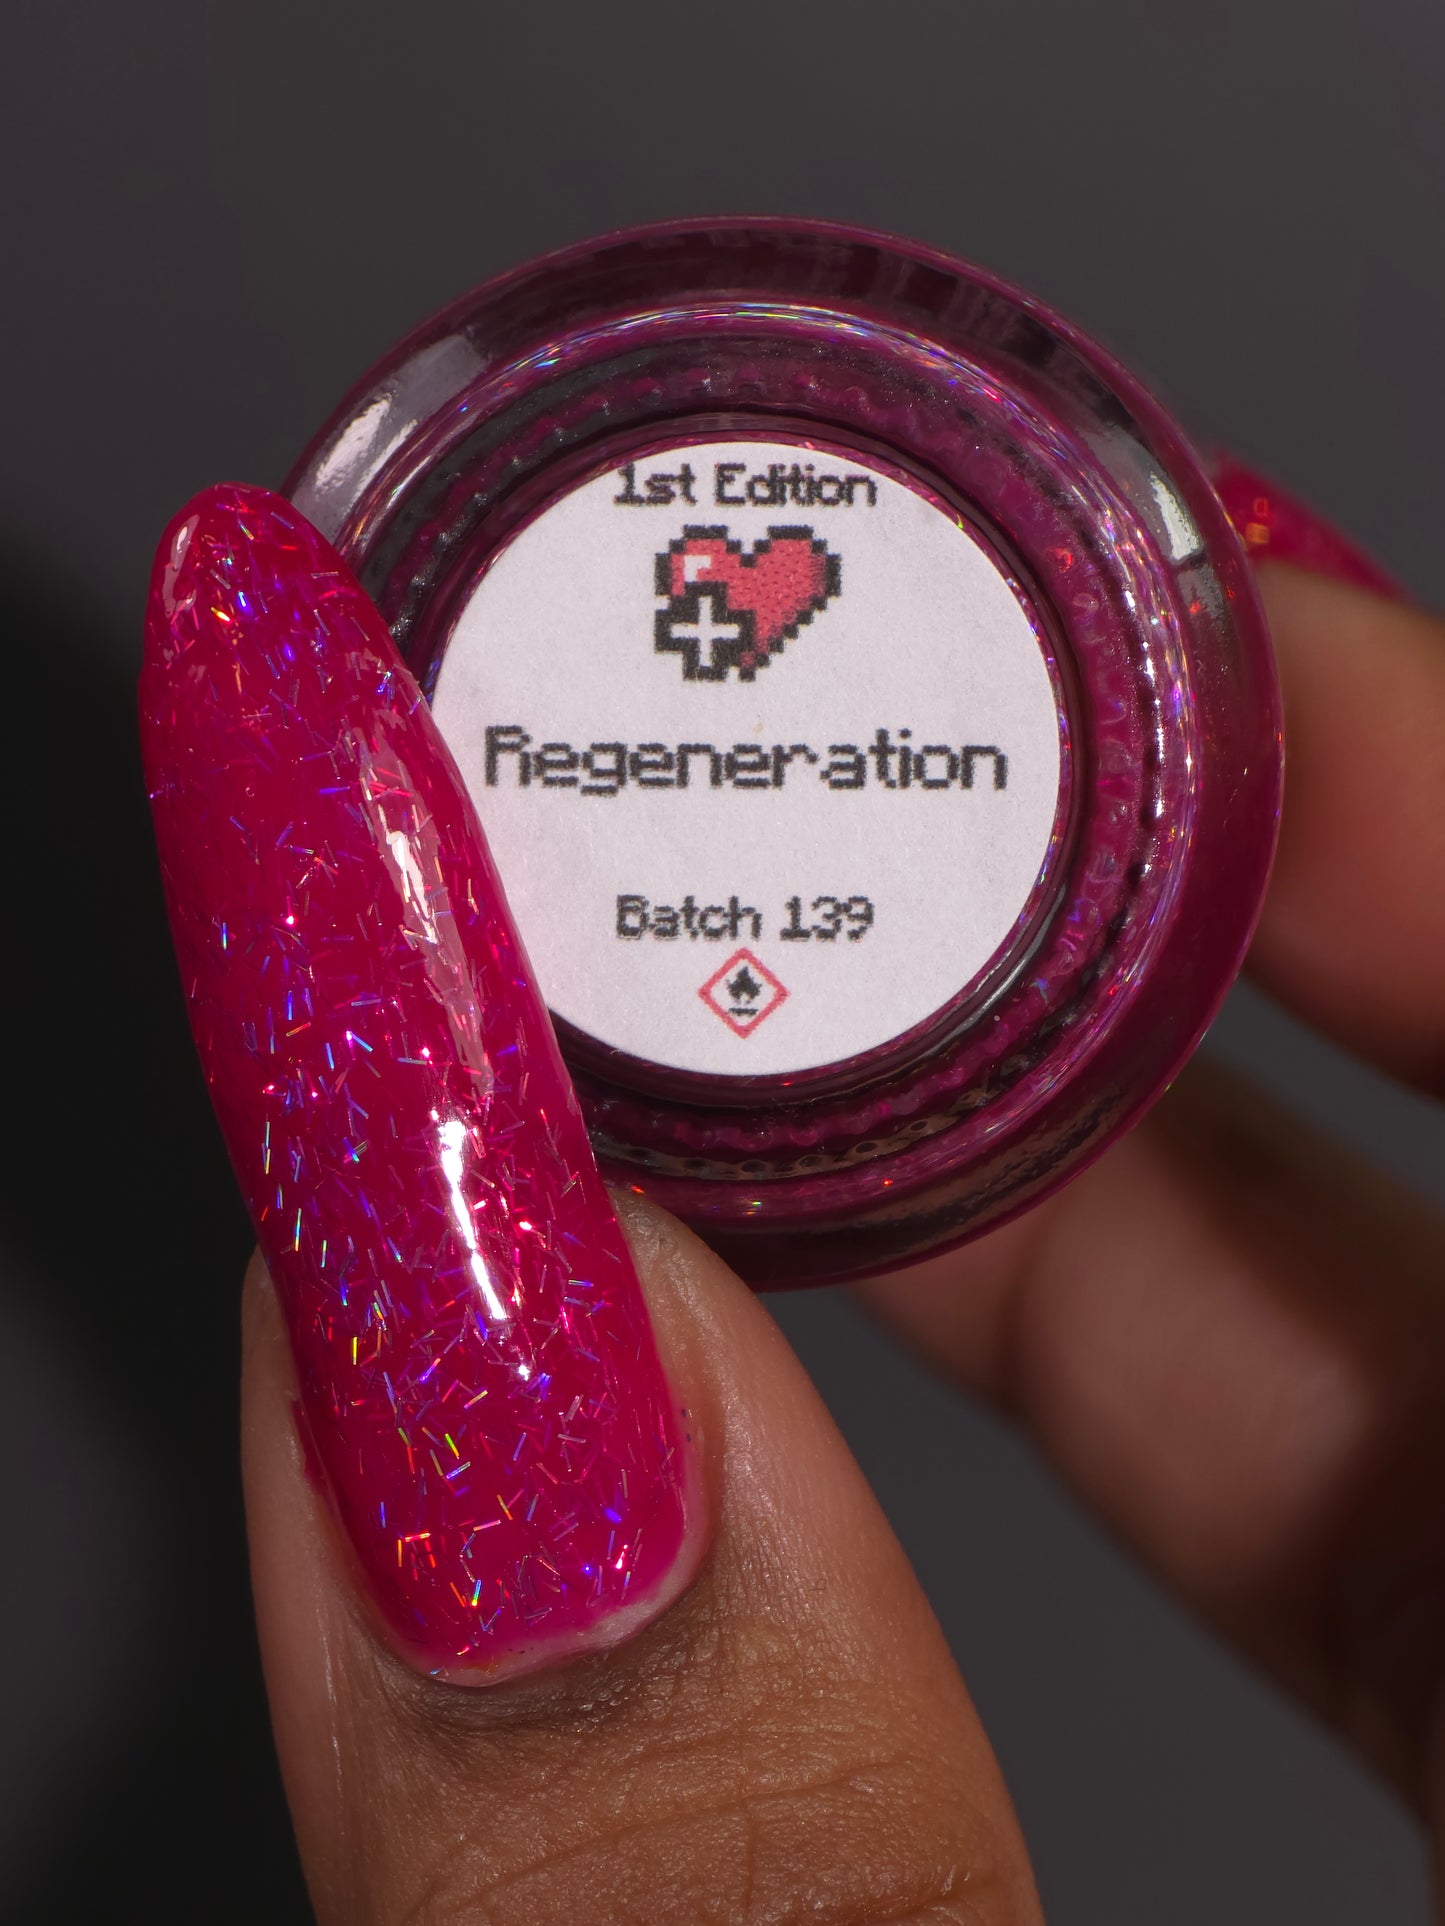 1st Edition
Regeneration
Batch 139